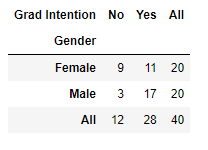 Grad Intention No Yes All
Gender
Female 9 11 20
Male 3 17 20
All 12 28 40